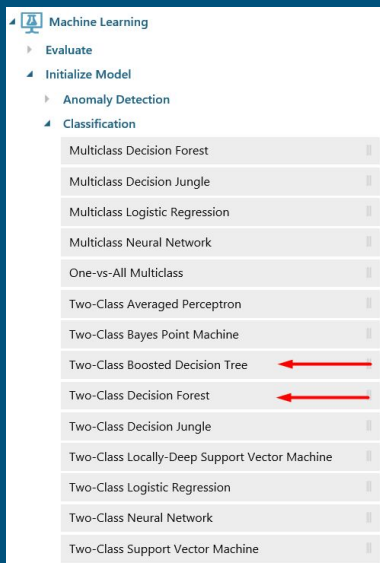 Machine Learning
Evaluate
Initialize Model
Anomaly Detection
Classification
Multiclass Decision Forest
Multiclass Decision Jungle
Multiclass Logistic Regression
Multiclass Neural Network
One-vs-All Multiclass
Two-Class Averaged Perceptron
Two-Class Bayes Point Machine
Two-Class Boosted Decision Tree
Two-Class Decision Forest
Two-Class Decision Jungle
Two-Class Locally-Deep Support Vector Machine
Two-Class Logistic Regression
Two-Class Neural Network
Two-Class Support Vector Machine